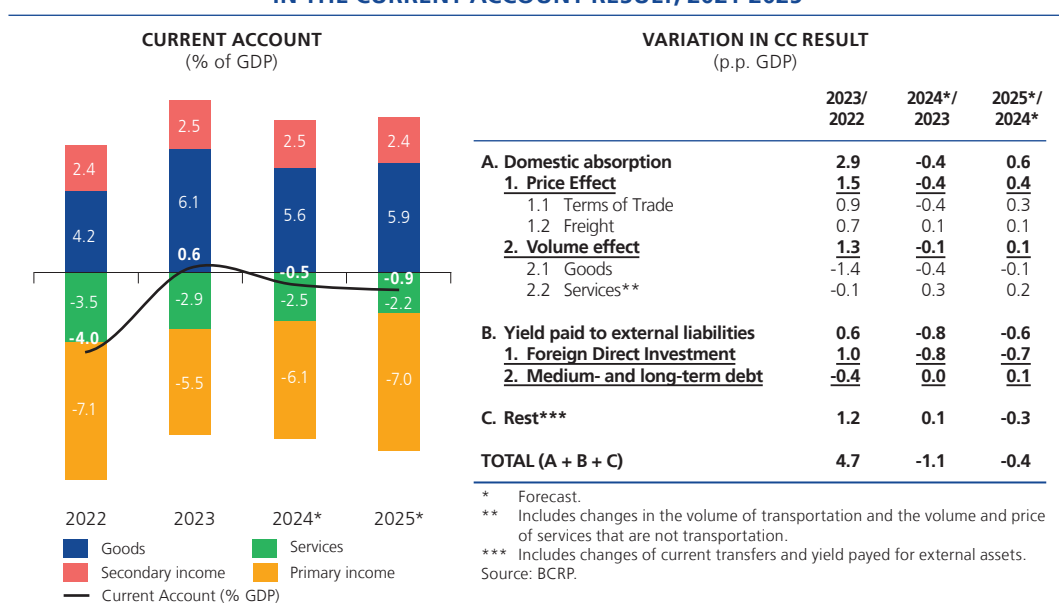 CURRENT ACCOUNT
(% of GDP)
2.4
2.5
2.5
2.4
4.2
6.1
5.6
5.9
0.6
-0.5
-0.9
-3.5
-2.9
-2.5
-2.2
-4.0
-7.1
-5.5
-6.1
-7.0
2022 2023 2024* 2025*
Goods Services
Secondary income Primary income
Current Account (% GDP)
VARIATION IN CC RESULT
(p.p. GDP)
2023/ 2024*/ 2025*/
2022 2023 2024*
A. Domestic absorption 2.9 -0.4 0.6
1. Price Effect 1.5 -0.4 0.4
1.1 Terms of Trade 0.9 -0.4 0.3
1.2 Freight 0.7 0.1 0.1
2. Volume effect 1.3 -0.1 0.1
2.1 Goods -1.4 -0.4 -0.1
2.2 Services** -0.1 0.3 0.2
B. Yield paid to external liabilities 0.6 -0.8 -0.6
1. Foreign Direct Investment 1.0 -0.8 -0.7
2. Medium- and long-term debt -0.4 0.0 0.1
C. Rest*** 1.2 0.1 -0.3
TOTAL (A + B + C) 4.7 -1.1 -0.4
* Forecast.
** Includes changes in the volume of transportation and the volume and price
of services that are not transportation.
*** Includes changes of current transfers and yield payed for external assets.
Source: BCRP.